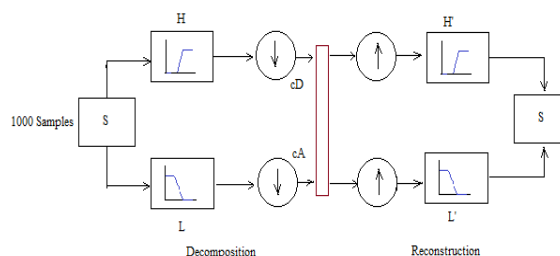 H
H'
cD
1000 Samples
S
S
cA
L
L'
Decomposition
Reconstruction